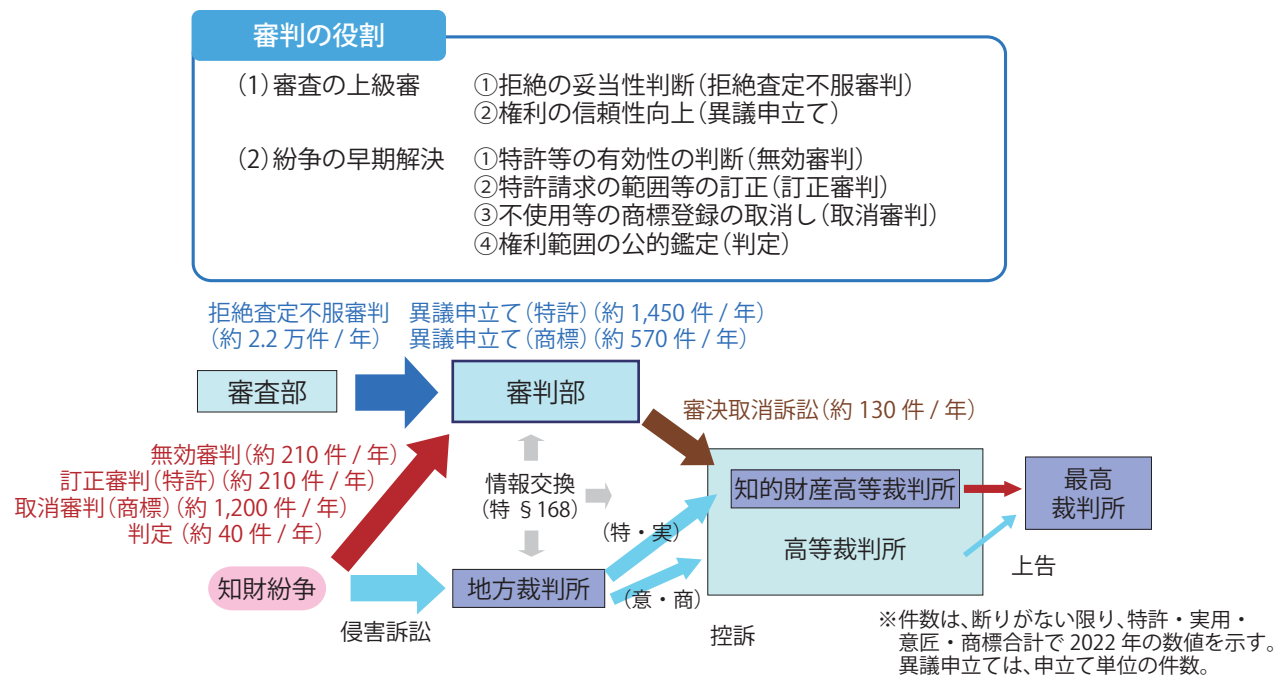 審判の役割
(1)審査の上級審 ①拒絶の妥当性判断(拒絶査定不服審判)
②権利の信頼性向上(異議申立て)
(2)紛争の早期解決 ①特許等の有効性の判断(無効審判)
②特許請求の範囲等の訂正(訂正審判)
③不使用等の商標登録の取消し(取消審判)
④権利範囲の公的鑑定(判定)
拒絶査定不服審判
(約 2.2 万件 / 年)
異議申立て(特許)(約 1,450 件 / 年)
異議申立て(商標)(約 570 件 / 年)
審査部
審判部
審決取消訴訟(約 130 件 / 年)
無効審判(約 210 件 / 年)
訂正審判(特許)(約 210 件 / 年)
取消審判(商標)(約 1,200 件 / 年)
判定 (約 40 件 / 年)
情報交換
(特 §168)
知的財産高等裁判所
最高
裁判所
(特・実)
高等裁判所
知財紛争
地方裁判所
(意・商)
上告
侵害訴訟
控訴
※件数は、断りがない限り、特許・実用・
意匠・商標合計で 2022 年の数値を示す。
異議申立ては、申立て単位の件数。